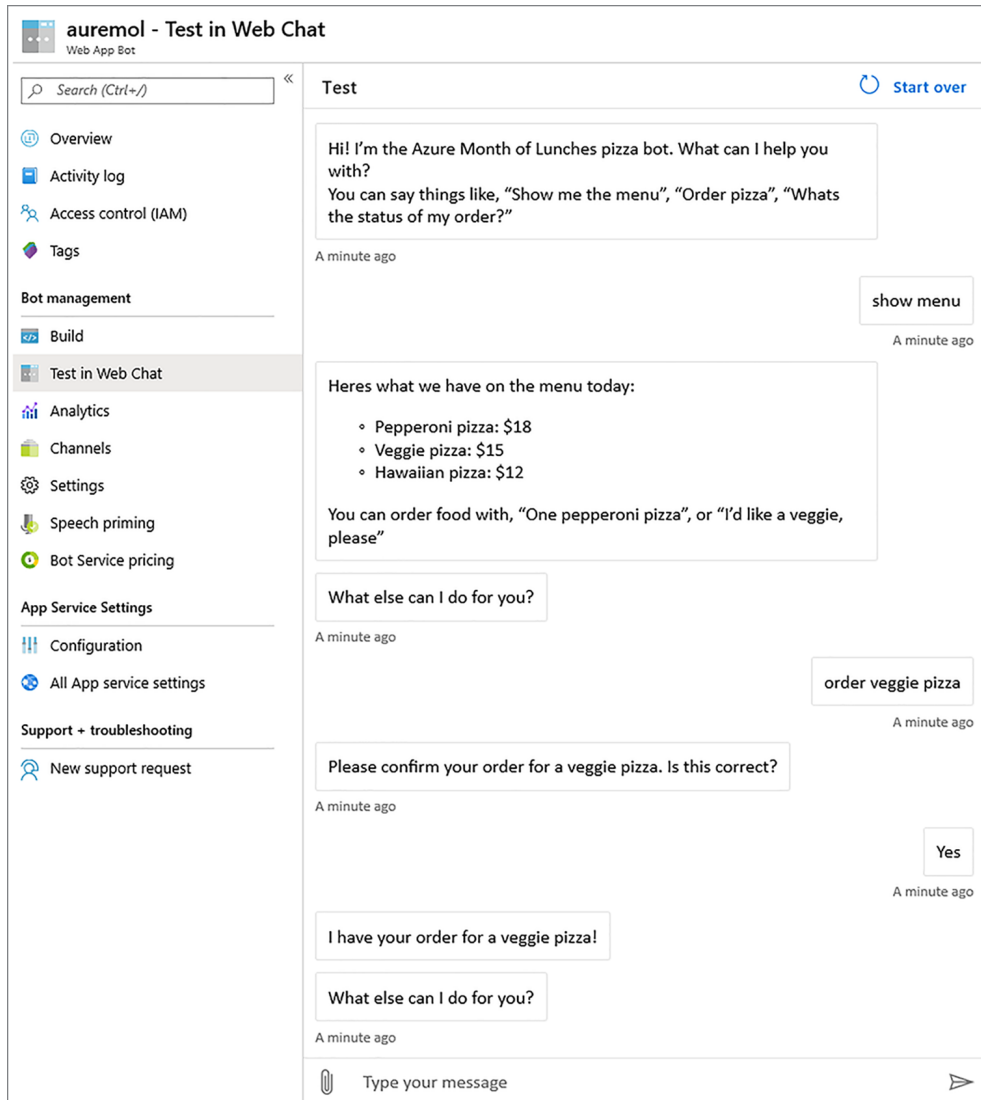 auremol - Test in Web Chat
Web App Bot
Search (Ctrl+/)
«
Overview
Activity log
Access control (IAM)
Tags
Bot management
Build
Test in Web Chat
Analytics
Channels
Settings
Speech priming
Bot Service pricing
App Service Settings
Configuration
All App service settings
Support + troubleshooting
New support request
Test
Start over
Hi! I’m the Azure Month of Lunches pizza bot. What can I help you
with?
You can say things like, “Show me the menu”, “Order pizza”, “Whats
the status of my order?”
A minute ago
show menu
A minute ago
Heres what we have on the menu today:
◦ Pepperoni pizza: $18
◦ Veggie pizza: $15
◦ Hawaiian pizza: $12
You can order food with, “One pepperoni pizza”, or “I’d like a veggie,
please”
What else can I do for you?
A minute ago
order veggie pizza
A minute ago
Please confirm your order for a veggie pizza. Is this correct?
A minute ago
Yes
A minute ago
I have your order for a veggie pizza!
What else can I do for you?
A minute ago
Type your message